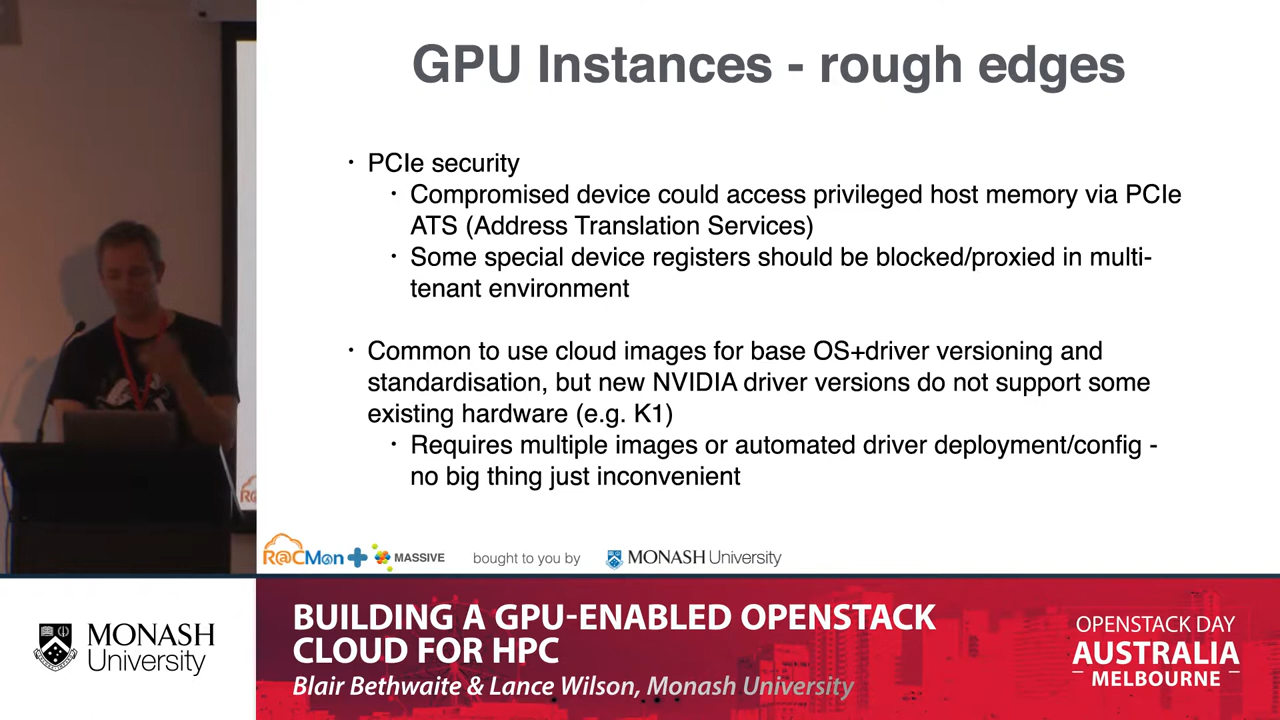 GPU Instances - rough edges
• PCIe security
• Compromised device could access privileged host memory via PCIe
ATS (Address Translation Services)
• Some special device registers should be blocked/proxied in multi-
tenant environment
• Common to use cloud images for base OS+driver versioning and
standardisation, but new NVIDIA driver versions do not support some
existing hardware (e.g. K1)
• Requires multiple images or automated driver deployment/config -
no big thing just inconvenient
R@CMon
MASSIVE
bought to you by
MONASH University
MONASH
University
BUILDING A GPU-ENABLED OPENSTACK
CLOUD FOR HPC
Blair Bethwaite & Lance Wilson, Monash University
OPENSTACK DAY
AUSTRALIA
MELBOURNE